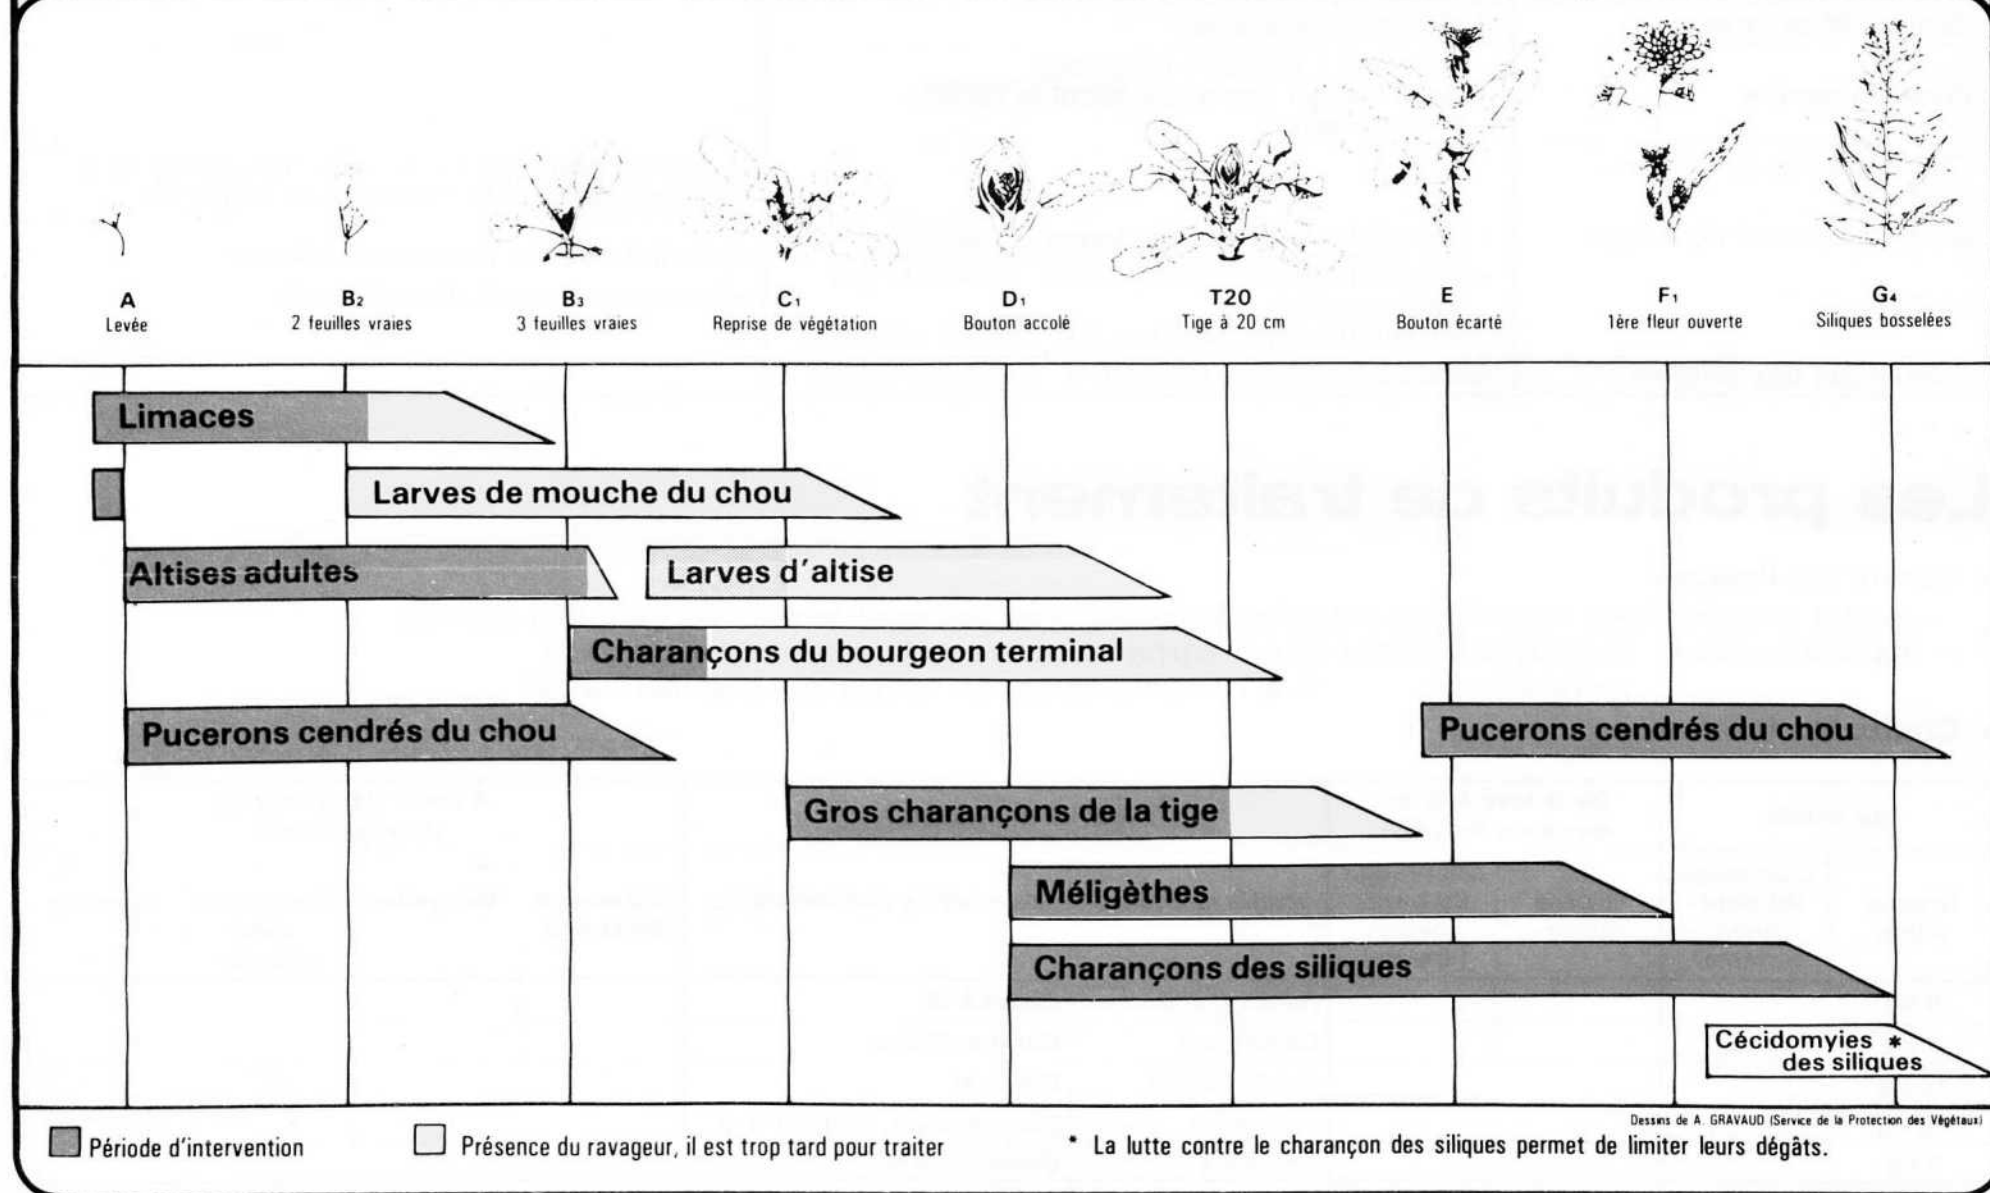 A
Levée
B2
2 feuilles vraies
B3
3 feuilles vraies
C1
Reprise de végétation
D1
Bouton accolé
T20
Tige à 20 cm
E
Bouton écarté
F1
1ère fleur ouverte
G4
Siliques bosselées
Limaces
Larves de mouche du chou
Altises adultes
Larves d'altise
Charançons du bourgeon terminal
Pucerons cendrés du chou
Pucerons cendrés du chou
Gros charançons de la tige
Méligèthes
Charançons des siliques
Cécidomyies *
des siliques
Dessins de A. GRAVAUD (Service de la Protection des Végétaux)
Période d'intervention
Présence du ravageur, il est trop tard pour traiter
* La lutte contre le charançon des siliques permet de limiter leurs dégâts.